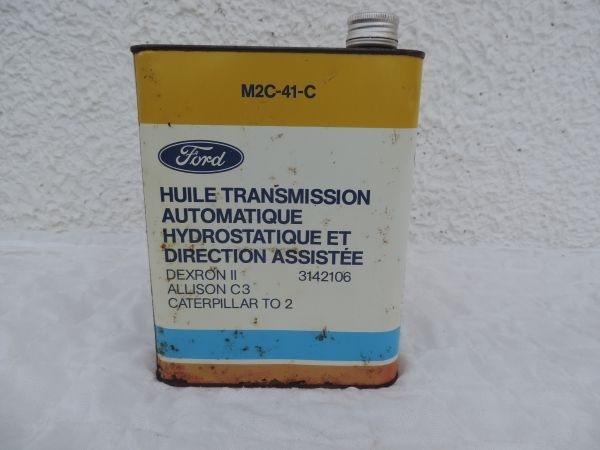 M2C-41-C
Ford
HUILE TRANSMISSION
AUTOMATIQUE
HYDROSTATIQUE ET
DIRECTION ASSISTÉE
DEXRON II 3142106
ALLISON C3
CATERPILLAR TO 2